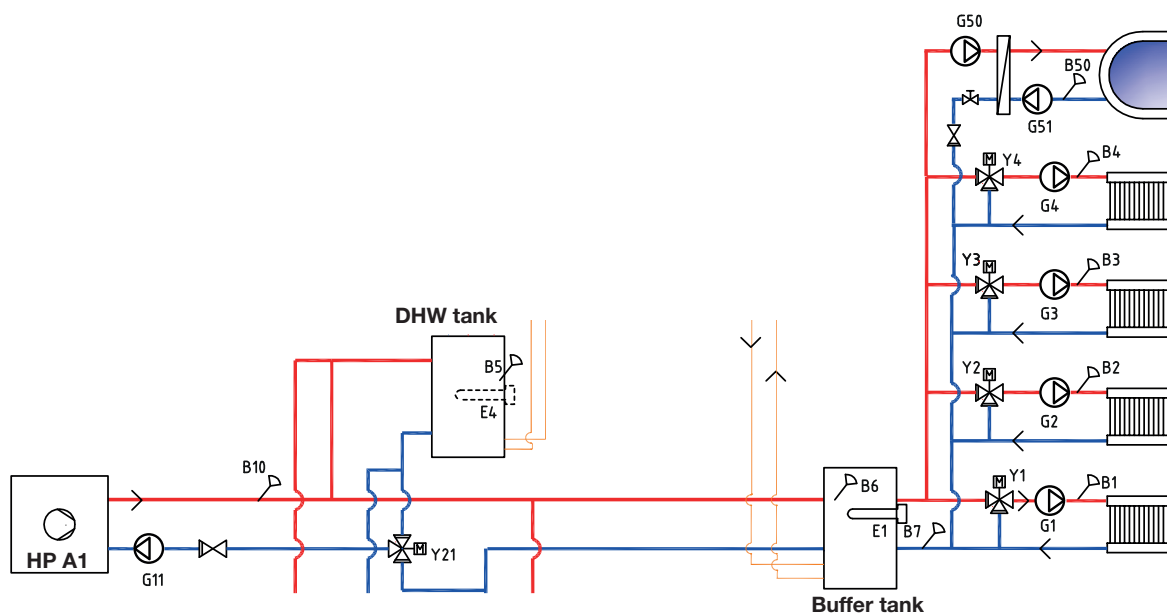 G50
B50
G51
M
Y4
B4
G4
Y3
M
B3
G3
DHW tank
B5
E4
Y2
M
B2
G2
B10
B6
M
Y1
B1
E1
B7
G1
HP A1
G11
M
Y21
Buffer tank